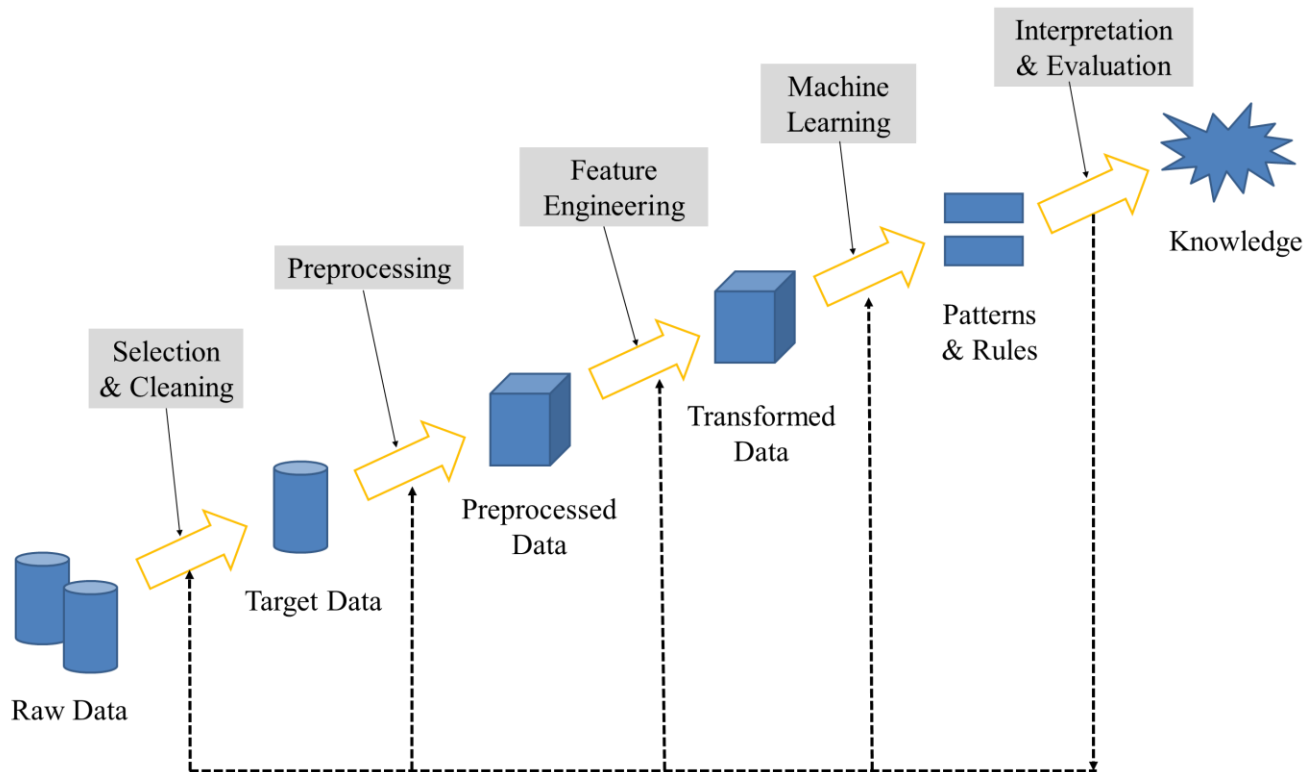 Interpretation
& Evaluation
Machine
Learning
Feature
Engineering
Knowledge
Preprocessing
Patterns
& Rules
Selection
& Cleaning
Transformed
Data
Preprocessed
Data
Target Data
Raw Data